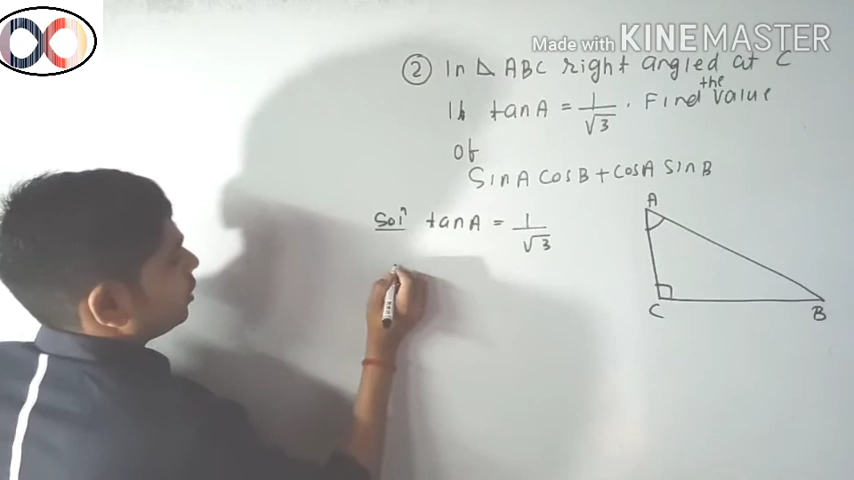 Made with KINEMASTER
② In △ ABC right angled at C
If tanA = 1/√3 . Find the value
of
SinA CosB + CosA SinB
Solⁿ tanA = 1/√3
A
C
B